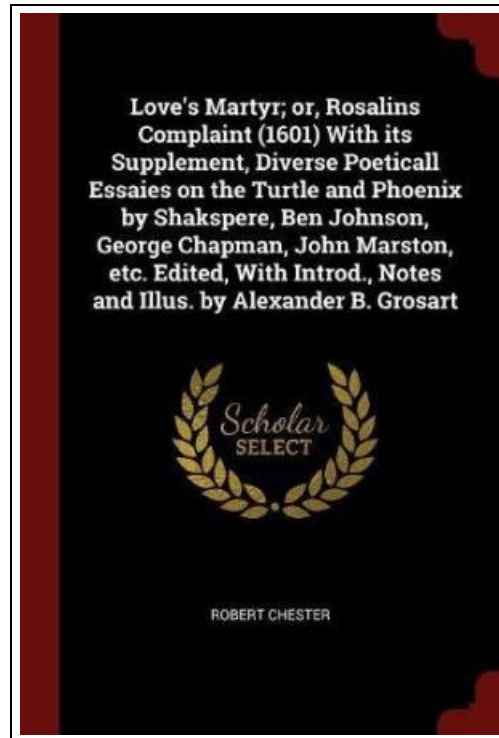 Love's Martyr; or, Rosalins
Complaint (1601) With its
Supplement, Diverse Poeticall
Essaies on the Turtle and Phoenix
by Shakspere, Ben Johnson,
George Chapman, John Marston,
etc. Edited, With Introd., Notes
and Illus. by Alexander B. Grosart
Scholar
SELECT
ROBERT CHESTER